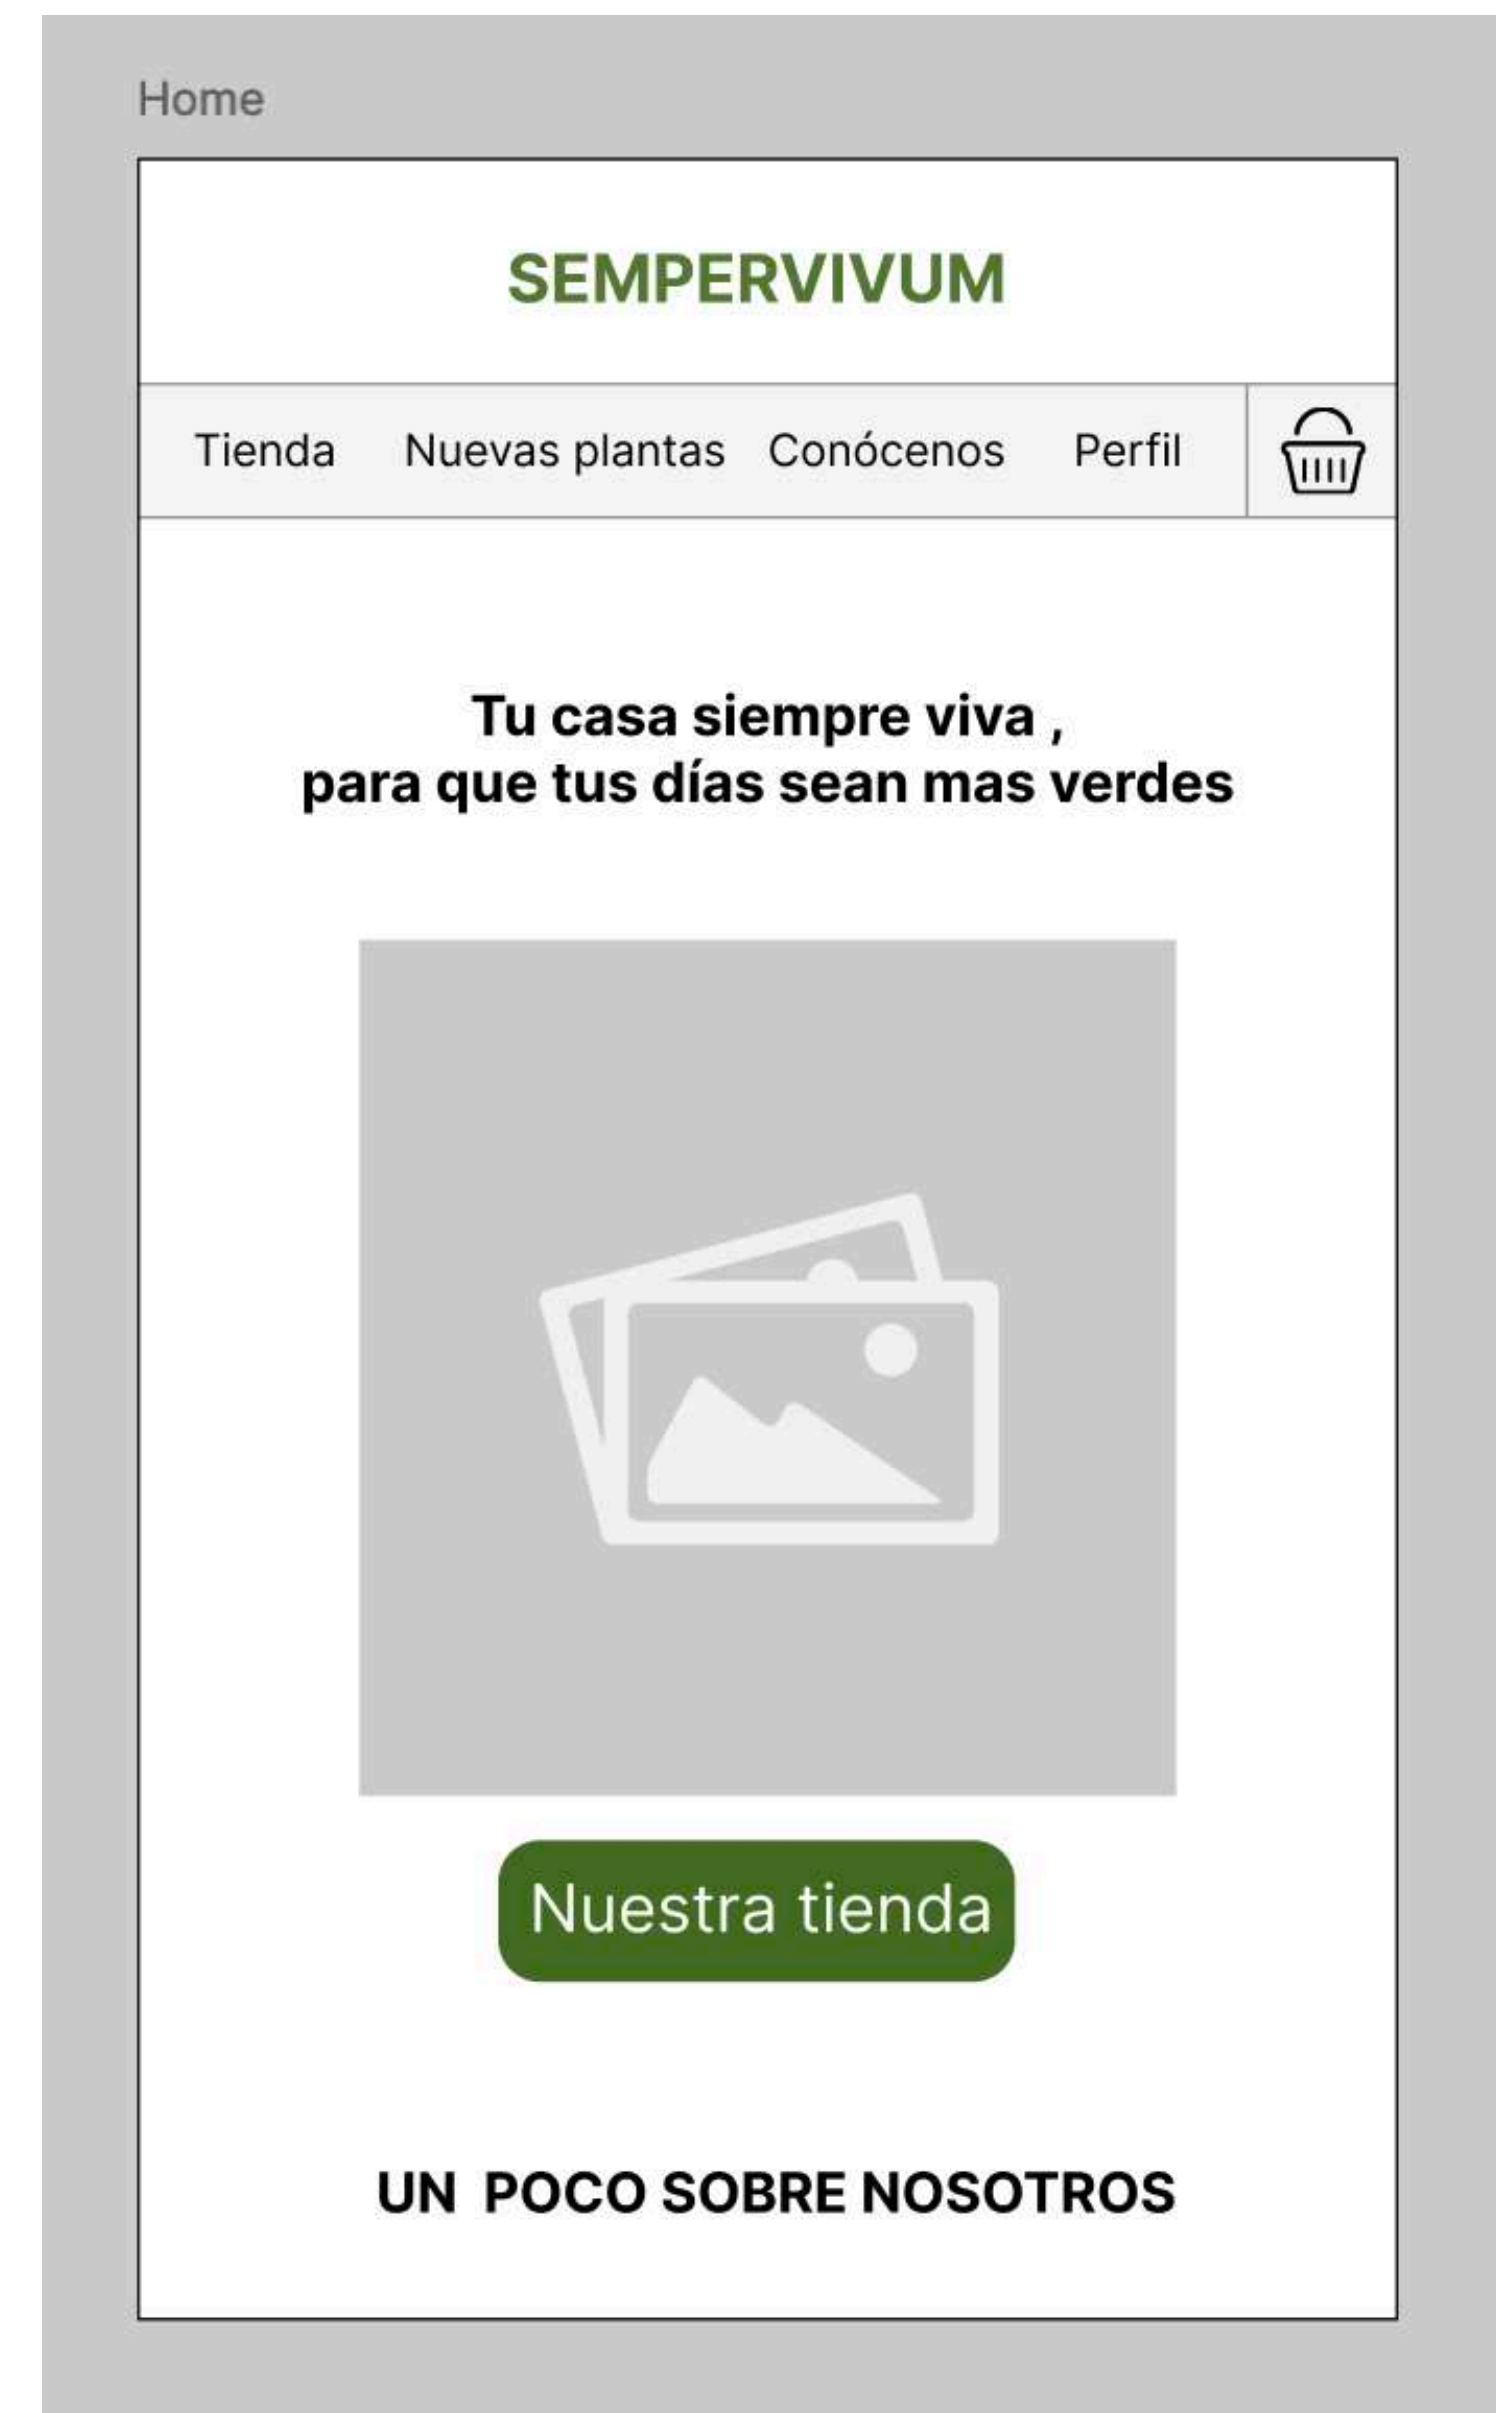 Home
SEMPERVIVUM
Tienda Nuevas plantas Conócenos Perfil
Tu casa siempre viva ,
para que tus días sean mas verdes
Nuestra tienda
UN  POCO SOBRE NOSOTROS